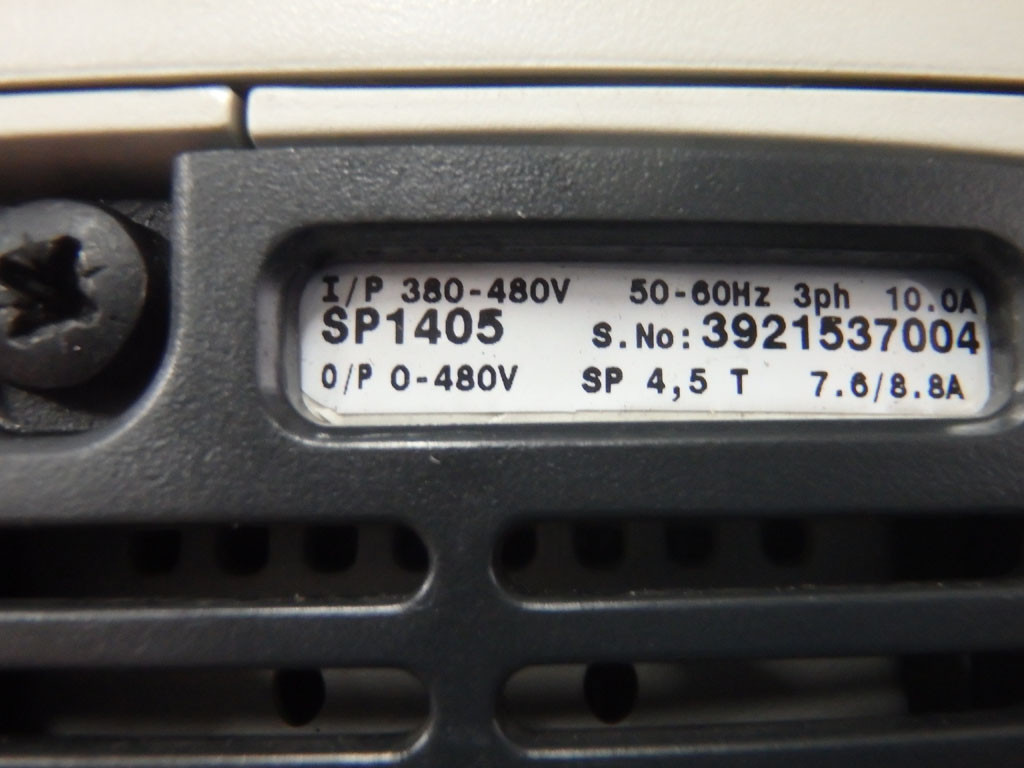 I/P 380-480V 50-60Hz 3ph 10.0A
SP1405 S.No:3921537004
O/P 0-480V SP 4,5 T 7.6/8.8A